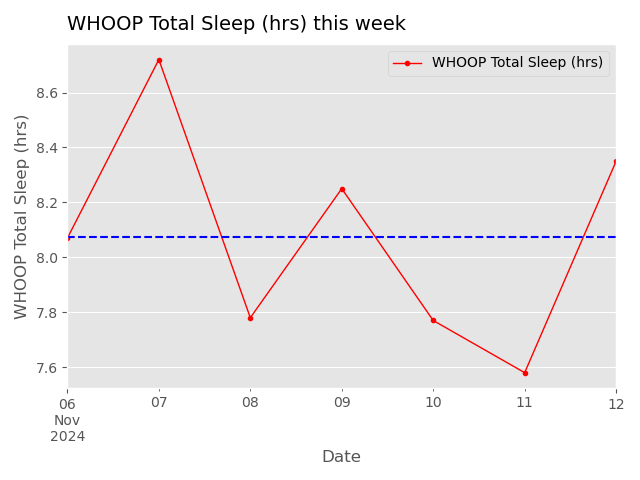 WHOOP Total Sleep (hrs) this week
WHOOP Total Sleep (hrs)
WHOOP Total Sleep (hrs)
8.6
8.4
8.2
8.0
7.8
7.6
06 07 08 09 10 11 12
Nov
2024
Date